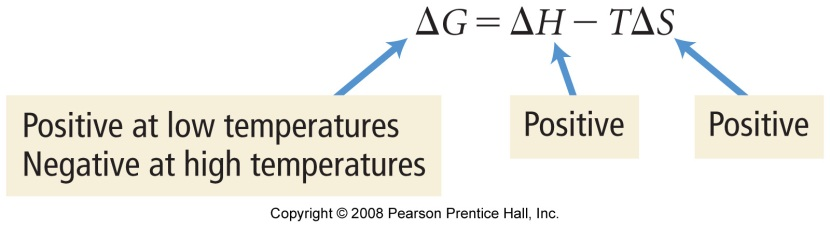 ΔG = ΔH − TΔS
Positive at low temperatures
Negative at high temperatures
Positive
Positive
Copyright © 2008 Pearson Prentice Hall, Inc.